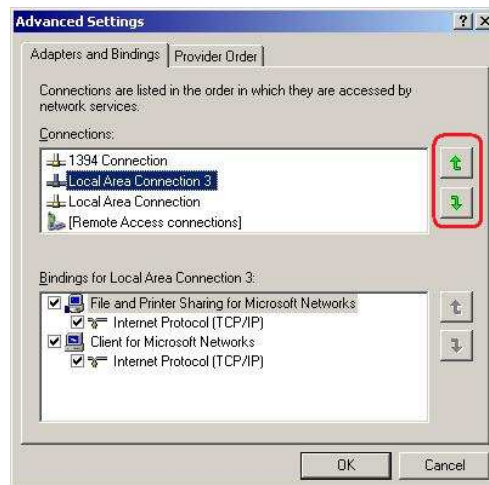 Advanced Settings
Adapters and Bindings
Provider Order
Connections are listed in the order in which they are accessed by
network services.
Connections:
1394 Connection
Local Area Connection 3
Local Area Connection
[Remote Access connections]
Bindings for Local Area Connection 3:
File and Printer Sharing for Microsoft Networks
Internet Protocol (TCP/IP)
Client for Microsoft Networks
Internet Protocol (TCP/IP)
OK
Cancel